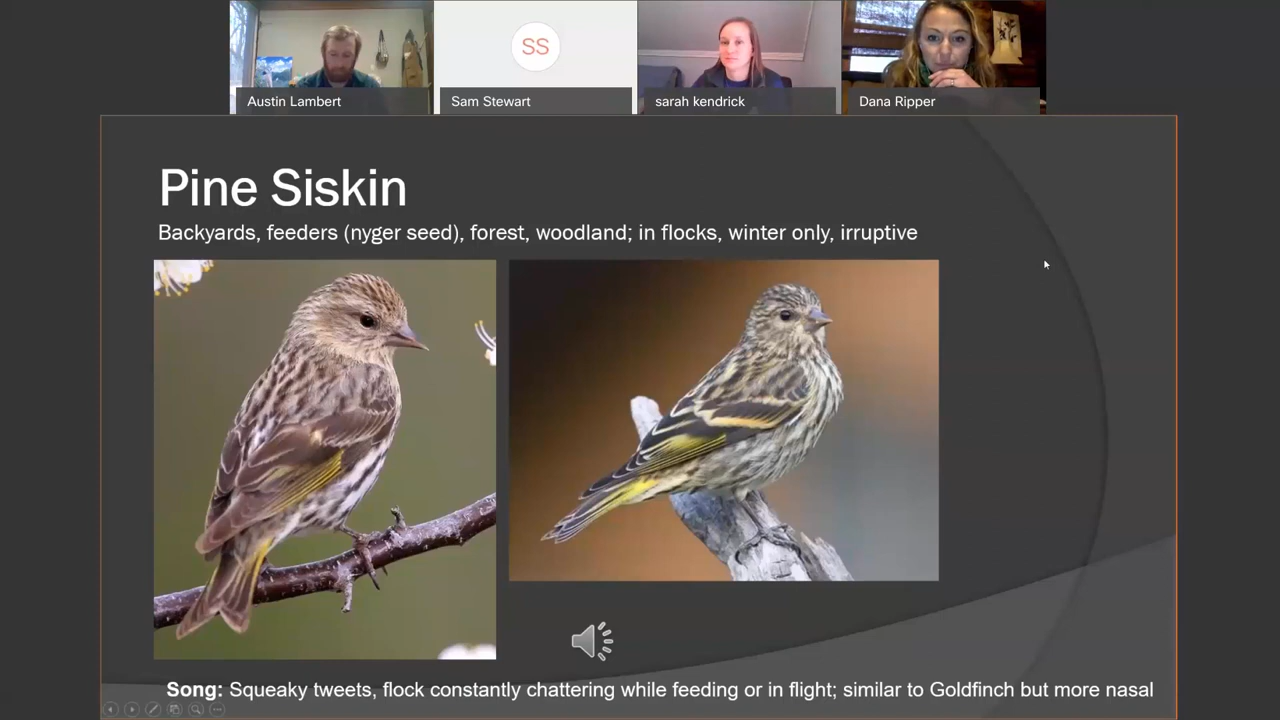 SS
Austin Lambert
Sam Stewart
sarah kendrick
Dana Ripper
Pine Siskin
Backyards, feeders (nyger seed), forest, woodland; in flocks, winter only, irruptive
Song: Squeaky tweets, flock constantly chattering while feeding or in flight; similar to Goldfinch but more nasal